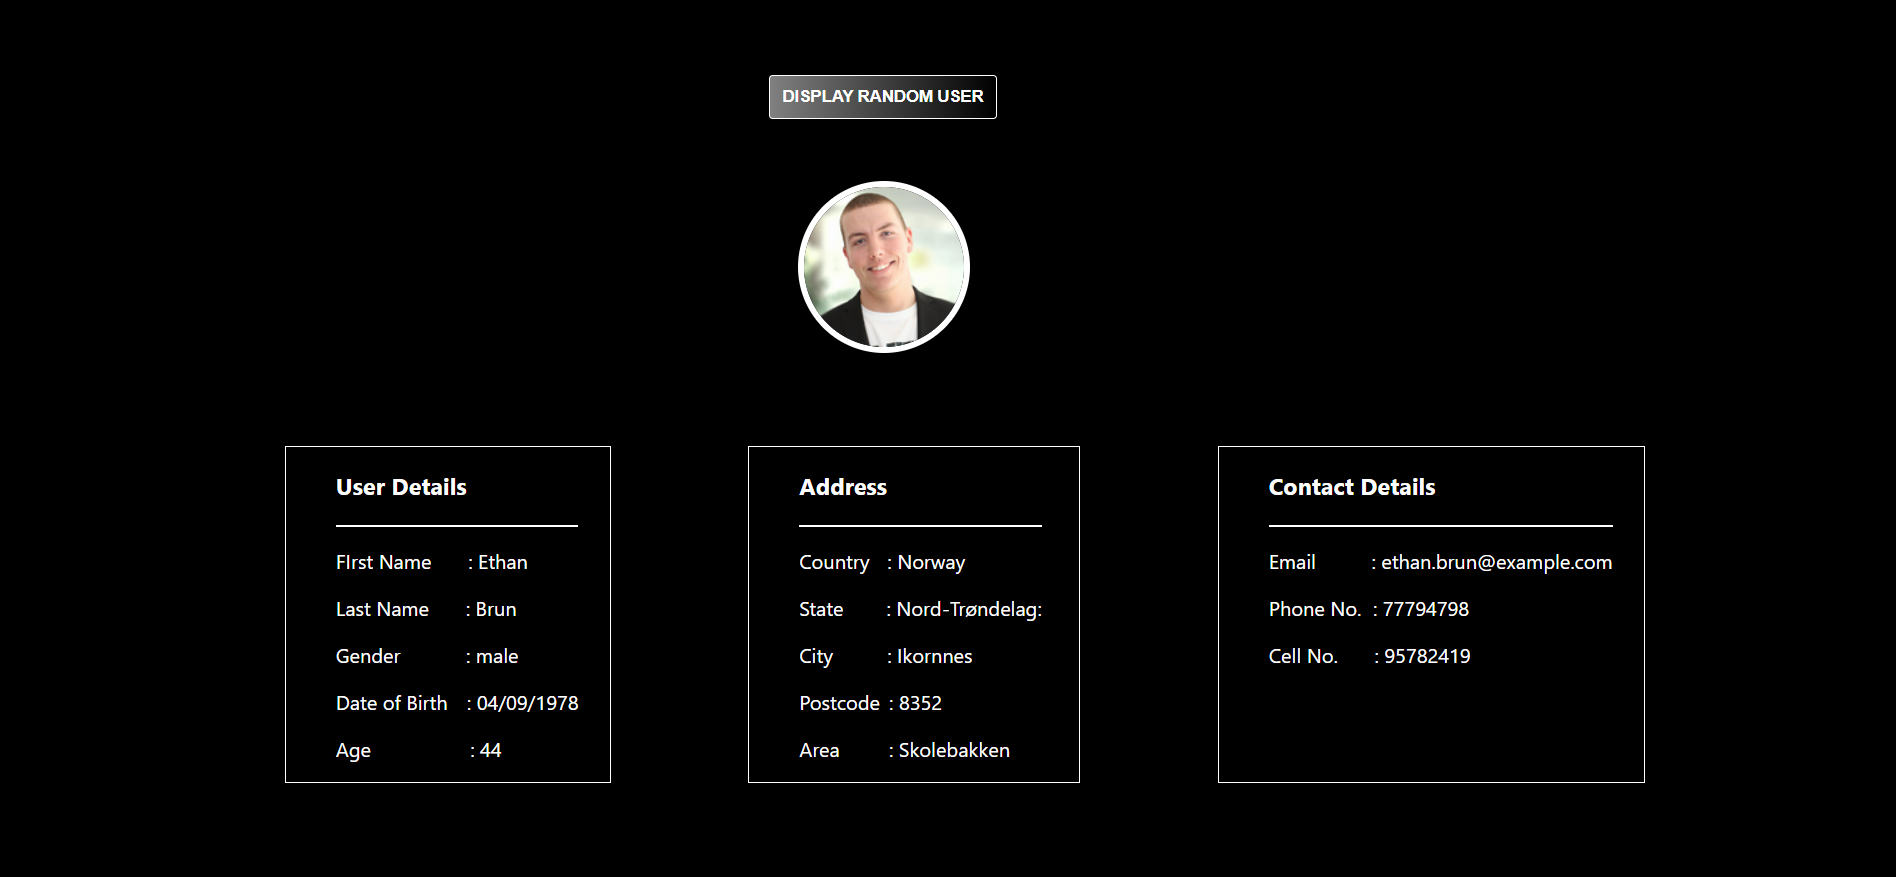 DISPLAY RANDOM USER
User Details
FIrst Name : Ethan
Last Name : Brun
Gender : male
Date of Birth : 04/09/1978
Age : 44
Address
Country : Norway
State : Nord-Trøndelag:
City : Ikornnes
Postcode : 8352
Area : Skolebakken
Contact Details
Email : ethan.brun@example.com
Phone No. : 77794798
Cell No. : 95782419